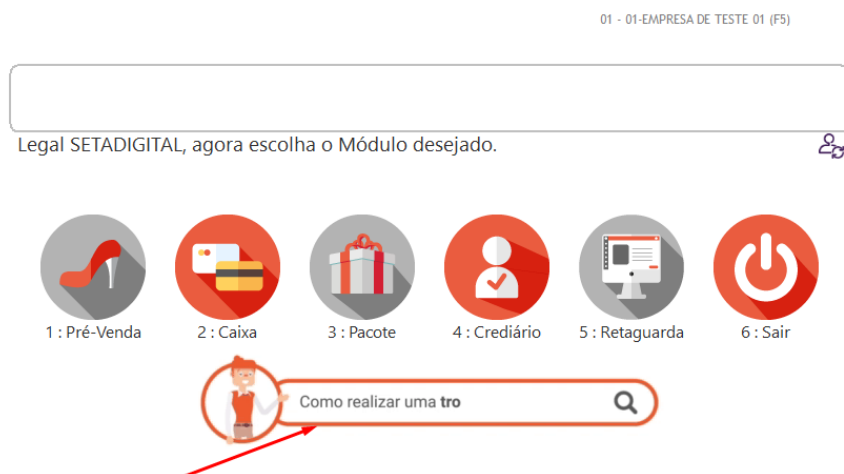 01 - 01-EMPRESA DE TESTE 01 (F5)
Legal SETADIGITAL, agora escolha o Módulo desejado.
1 : Pré-Venda 2 : Caixa 3 : Pacote 4 : Crediário 5 : Retaguarda 6 : Sair
Como realizar uma tro